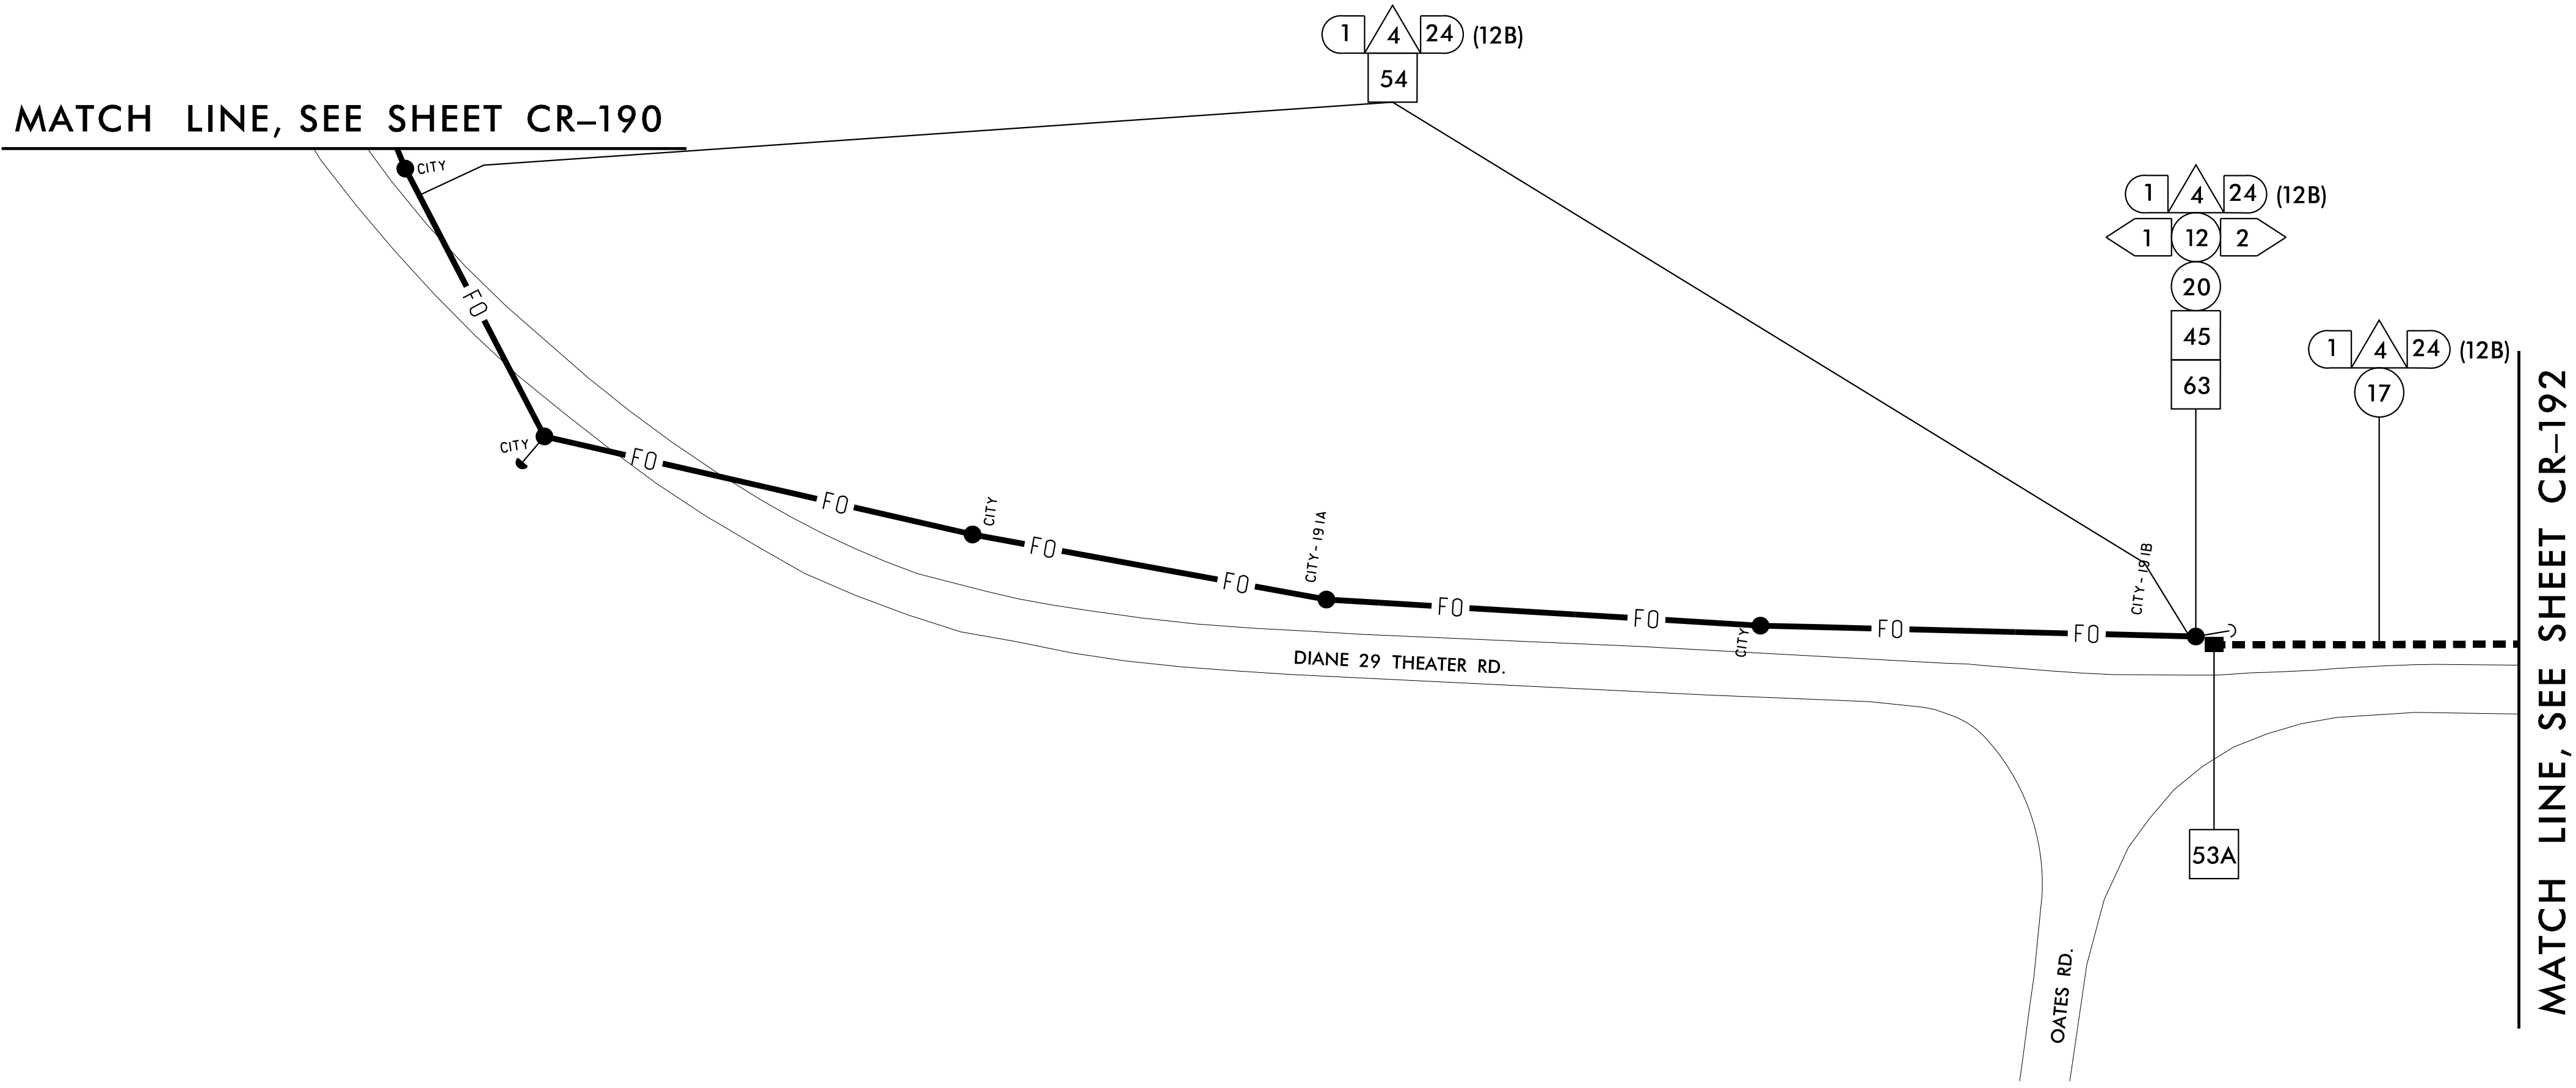 1 4 24 (12B)
54
MATCH LINE, SEE SHEET CR–190
CITY
1 4 24 (12B)
1 12 2
20
45
63
1 4 24 (12B)
17
FO
CITY
FO
FO
CITY
FO
FO
CITY-191A
FO
FO
CITY
FO
FO
CITY-191B
DIANE 29 THEATER RD.
53A
OATES RD.
MATCH LINE, SEE SHEET CR–192